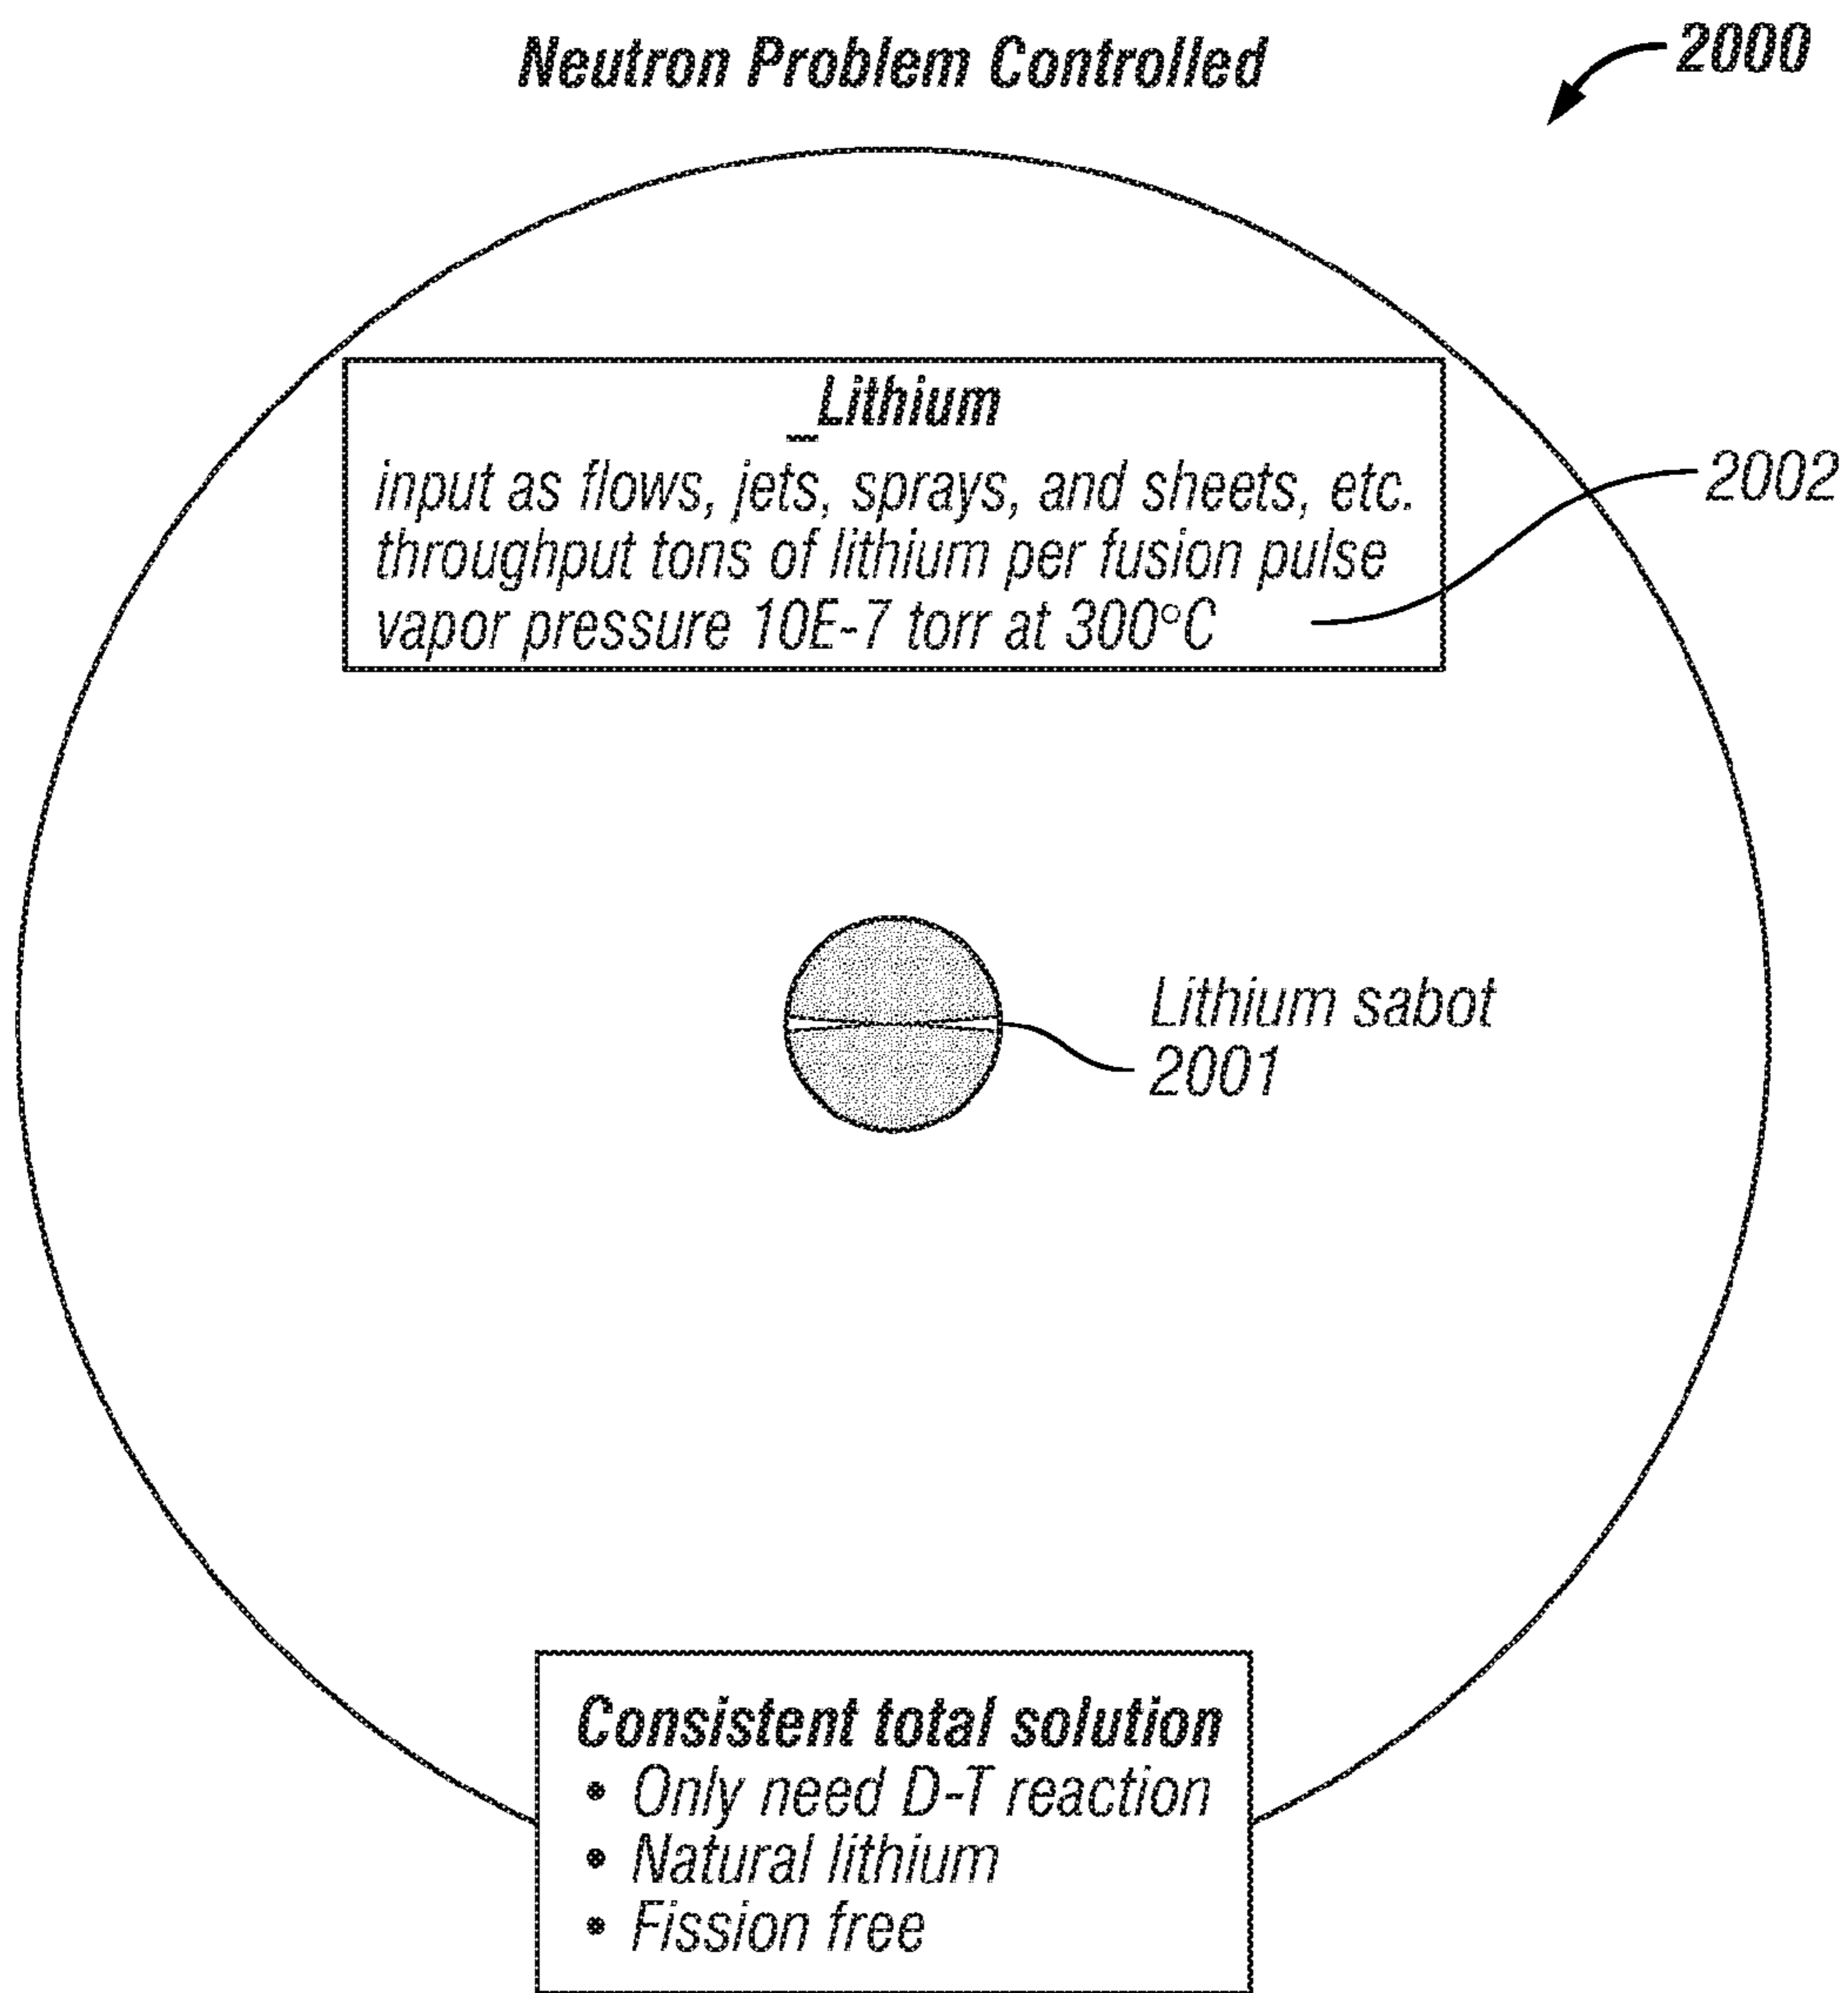 Neutron Problem Controlled
2000
_Lithium
input as flows, jets, sprays, and sheets, etc.
throughput tons of lithium per fusion pulse
vapor pressure 10E-7 torr at 300°C
2002
Lithium sabot
2001
Consistent total solution
• Only need D-T reaction
• Natural lithium
• Fission free